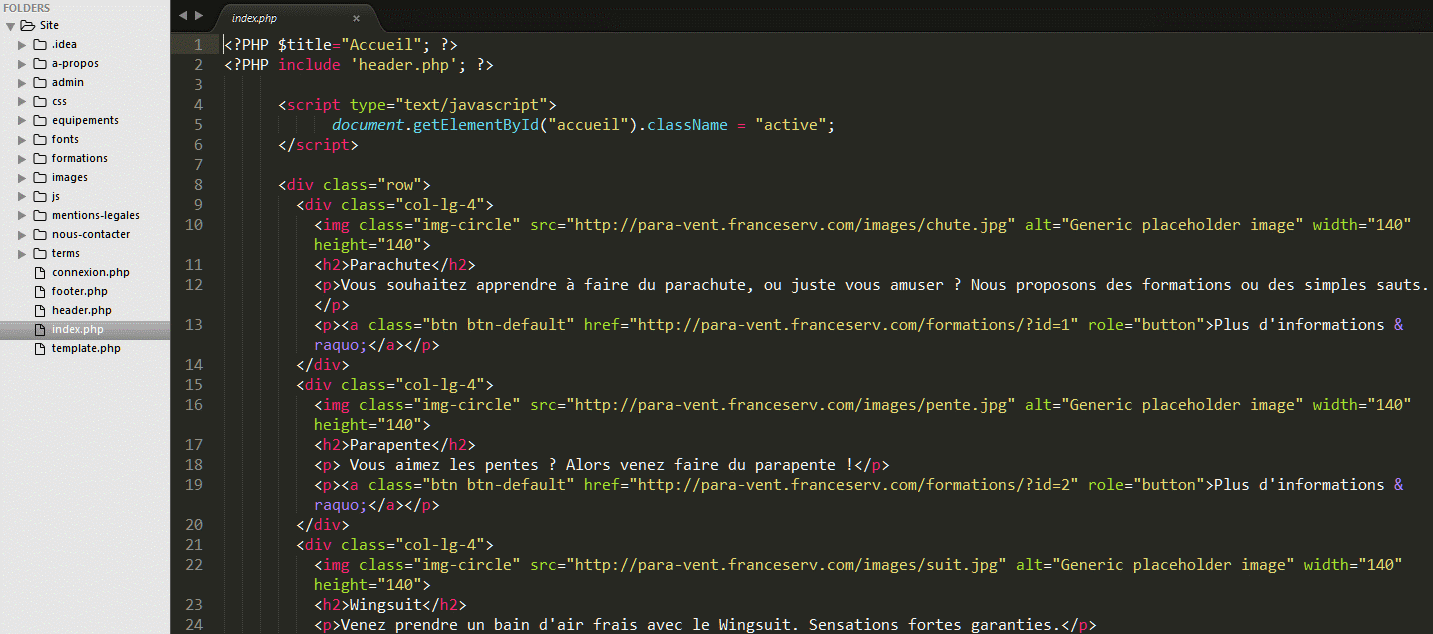 FOLDERS
Site
.idea
a-propos
admin
css
equipements
fonts
formations
images
js
mentions-legales
nous-contacter
terms
connexion.php
footer.php
header.php
index.php
template.php
index.php ×
1 <?PHP $title="Accueil"; ?>
2 <?PHP include 'header.php'; ?>
3
4 <script type="text/javascript">
5 document.getElementById("accueil").className = "active";
6 </script>
7
8 <div class="row">
9 <div class="col-lg-4">
10 <img class="img-circle" src="http://para-vent.franceserv.com/images/chute.jpg" alt="Generic placeholder image" width="140"
height="140">
11 <h2>Parachute</h2>
12 <p>Vous souhaitez apprendre à faire du parachute, ou juste vous amuser ? Nous proposons des formations ou des simples sauts.
</p>
13 <p><a class="btn btn-default" href="http://para-vent.franceserv.com/formations/?id=1" role="button">Plus d'informations &
raquo;</a></p>
14 </div>
15 <div class="col-lg-4">
16 <img class="img-circle" src="http://para-vent.franceserv.com/images/pente.jpg" alt="Generic placeholder image" width="140"
height="140">
17 <h2>Parapente</h2>
18 <p> Vous aimez les pentes ? Alors venez faire du parapente !</p>
19 <p><a class="btn btn-default" href="http://para-vent.franceserv.com/formations/?id=2" role="button">Plus d'informations &
raquo;</a></p>
20 </div>
21 <div class="col-lg-4">
22 <img class="img-circle" src="http://para-vent.franceserv.com/images/suit.jpg" alt="Generic placeholder image" width="140"
height="140">
23 <h2>Wingsuit</h2>
24 <p>Venez prendre un bain d'air frais avec le Wingsuit. Sensations fortes garanties.</p>